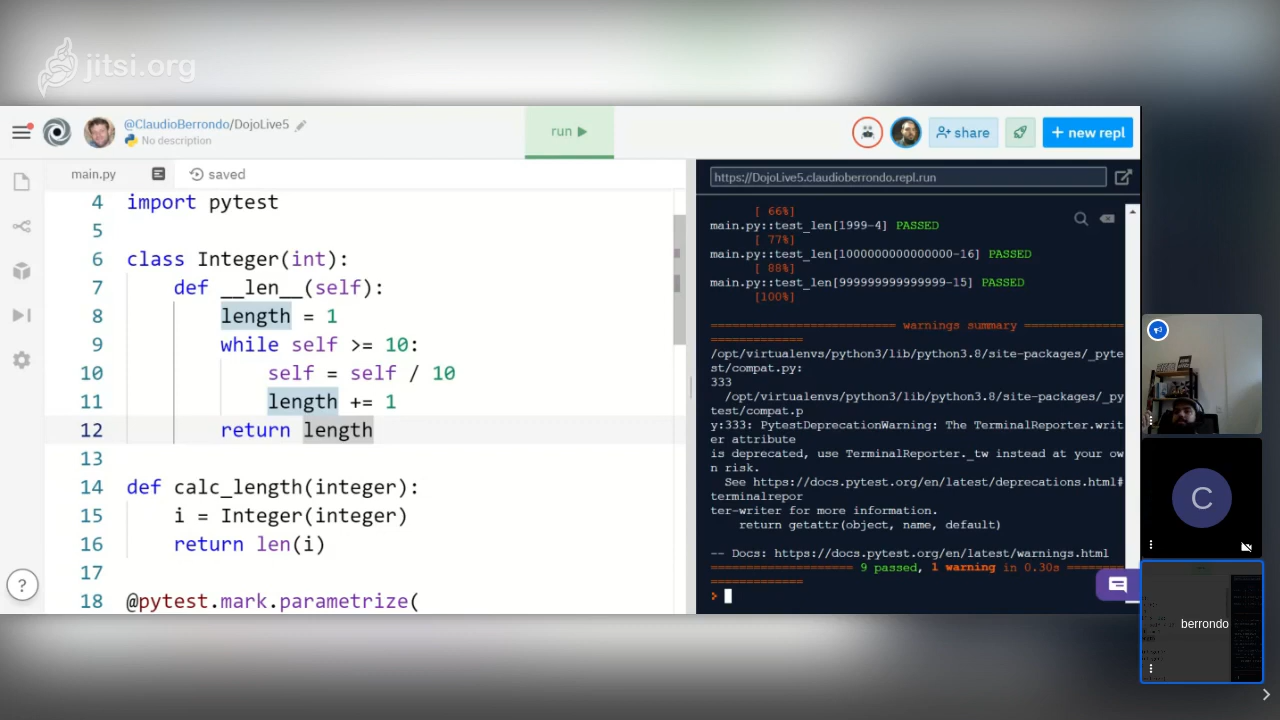 jitsi.org
@ClaudioBerrondo/DojoLive5
No description
run
share
+ new repl
main.py
saved
4 import pytest
5
6 class Integer(int):
7 def __len__(self):
8 length = 1
9 while self >= 10:
10 self = self / 10
11 length += 1
12 return length
13
14 def calc_length(integer):
15 i = Integer(integer)
16 return len(i)
17
18 @pytest.mark.parametrize(
?
https://DojoLive5.claudioberrondo.repl.run
[ 66%]
main.py::test_len[1999-4] PASSED
[ 77%]
main.py::test_len[1000000000000000-16] PASSED
[ 88%]
main.py::test_len[999999999999999-15] PASSED
[100%]
========================== warnings summary ==============
=============
/opt/virtualenvs/python3/lib/python3.8/site-packages/_pyte
st/compat.py:
333
/opt/virtualenvs/python3/lib/python3.8/site-packages/_py
test/compat.p
y:333: PytestDeprecationWarning: The TerminalReporter.writ
er attribute
is deprecated, use TerminalReporter._tw instead at your ow
n risk.
See https://docs.pytest.org/en/latest/deprecations.html#
terminalrepor
ter-writer for more information.
return getattr(object, name, default)
-- Docs: https://docs.pytest.org/en/latest/warnings.html
==================== 9 passed, 1 warning in 0.30s ========
=============
>
C
berrondo